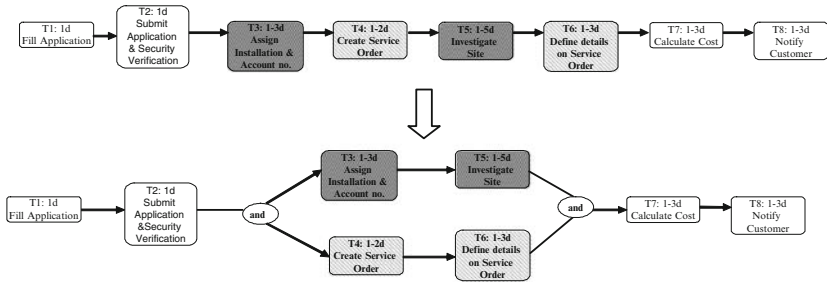 T1: 1d
Fill Application
T2: 1d
Submit
Application
& Security
Verification
T3: 1-3d
Assign
Installation &
Account no.
T4: 1-2d
Create Service
Order
T5: 1-5d
Investigate
Site
T6: 1-3d
Define details
on Service
Order
T7: 1-3d
Calculate Cost
T8: 1-3d
Notify
Customer
T1: 1d
Fill Application
T2: 1d
Submit
Application
&Security
Verification
and
T3: 1-3d
Assign
Installation &
Account no.
T5: 1-5d
Investigate
Site
T4: 1-2d
Create Service
Order
T6: 1-3d
Define details
on Service
Order
and
T7: 1-3d
Calculate Cost
T8: 1-3d
Notify
Customer